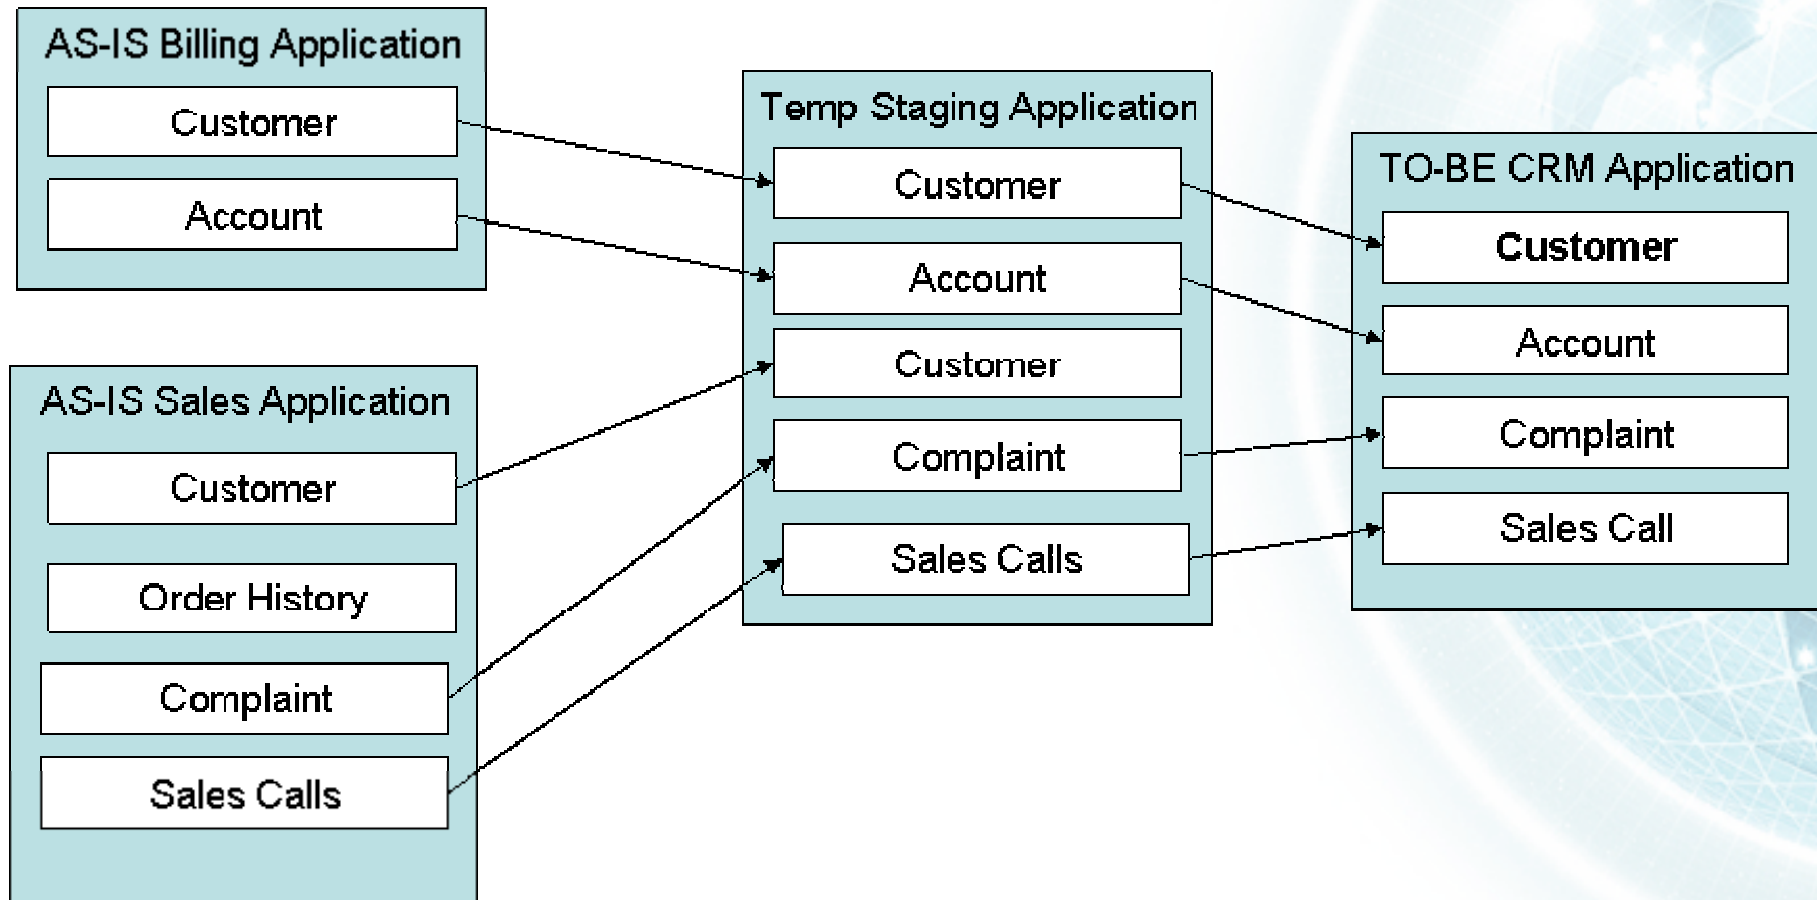 AS-IS Billing Application
Customer
Account
AS-IS Sales Application
Customer
Order History
Complaint
Sales Calls
Temp Staging Application
Customer
Account
Customer
Complaint
Sales Calls
TO-BE CRM Application
Customer
Account
Complaint
Sales Call